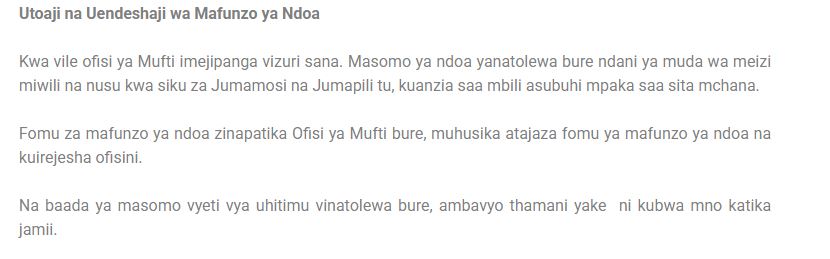 Utoaji na Uendeshaji wa Mafunzo ya Ndoa
Kwa vile ofisi ya Mufti imejipanga vizuri sana. Masomo ya ndoa yanatolewa bure ndani ya muda wa meizi
miwili na nusu kwa siku za Jumamosi na Jumapili tu, kuanzia saa mbili asubuhi mpaka saa sita mchana.
Fomu za mafunzo ya ndoa zinapatika Ofisi ya Mufti bure, muhusika atajaza fomu ya mafunzo ya ndoa na
kuirejesha ofisini.
Na baada ya masomo vyeti vya uhitimu vinatolewa bure, ambavyo thamani yake  ni kubwa mno katika
jamii.